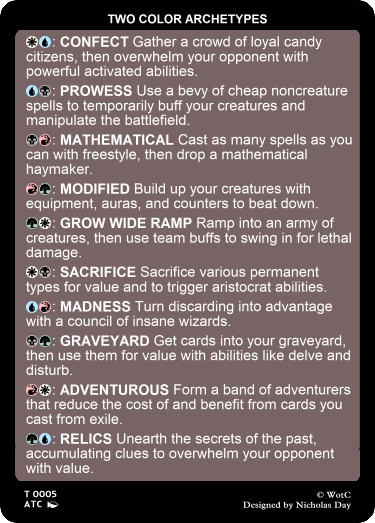 TWO COLOR ARCHETYPES
: CONFECT Gather a crowd of loyal candy
citizens, then overwhelm your opponent with
powerful activated abilities.
: PROWESS Use a bevy of cheap noncreature
spells to temporarily buff your creatures and
manipulate the battlefield.
: MATHEMATICAL Cast as many spells as you
can with freestyle, then drop a mathematical
haymaker.
: MODIFIED Build up your creatures with
equipment, auras, and counters to beat down.
: GROW WIDE RAMP Ramp into an army of
creatures, then use team buffs to swing in for lethal
damage.
: SACRIFICE Sacrifice various permanent
types for value and to trigger aristocrat abilities.
: MADNESS Turn discarding into advantage
with a council of insane wizards.
: GRAVEYARD Get cards into your graveyard,
then use them for value with abilities like delve and
disturb.
: ADVENTUROUS Form a band of adventurers
that reduce the cost of and benefit from cards you
cast from exile.
: RELICS Unearth the secrets of the past,
accumulating clues to overwhelm your opponent
with value.
T 0005
ATC
© WotC
Designed by Nicholas Day